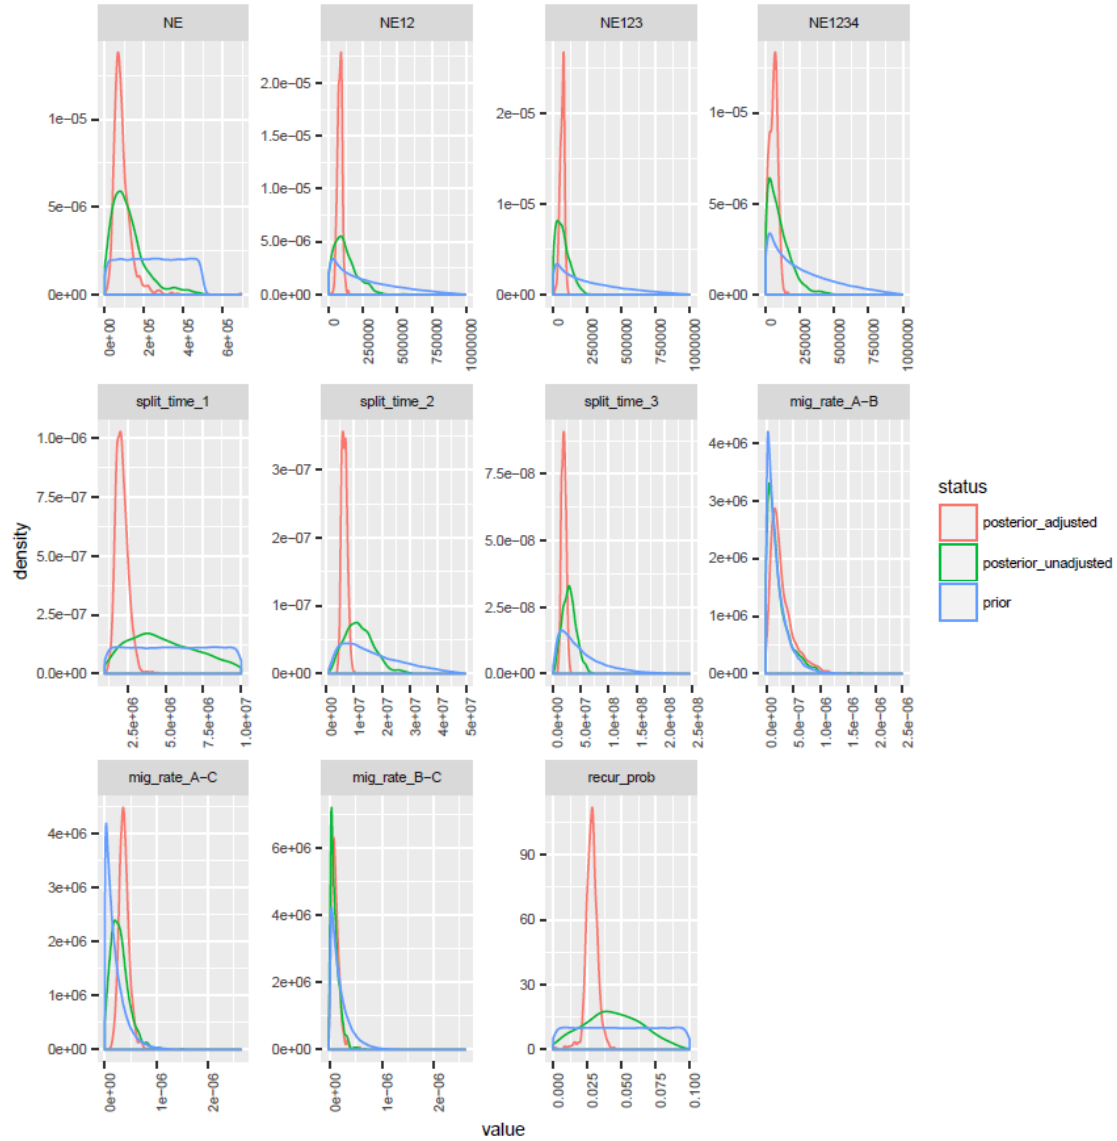 NE NE12 NE123 NE1234
1e−05 2.0e−05 2e−05 1e−05
1.5e−05
1.0e−05 1e−05
5e−06 5.0e−06 5e−06
0e+00 0.0e+00 0e+00 0e+00
0e+00 2e+05 4e+05 6e+05 0 250000 500000 750000 1000000 0 250000 500000 750000 1000000 0 250000 500000 750000 1000000
split_time_1 split_time_2 split_time_3 mig_rate_A−B
1.0e−06 3e−07 7.5e−08 4e+06
7.5e−07 3e+06
5.0e−07 2e−07 5.0e−08 2e+06
2.5e−07 1e−07 2.5e−08 1e+06
0.0e+00 0e+00 0.0e+00 0e+00
2.5e+06 5.0e+06 7.5e+06 1.0e+07 0e+00 1e+07 2e+07 3e+07 4e+07 5e+07 0.0e+00 5.0e+07 1.0e+08 1.5e+08 2.0e+08 2.5e+08 0.0e+00 5.0e−07 1.0e−06 1.5e−06 2.0e−06 2.5e−06
density
status
posterior_adjusted
posterior_unadjusted
prior
mig_rate_A−C mig_rate_B−C recur_prob
4e+06 6e+06 90
3e+06 4e+06 60
2e+06 2e+06 30
1e+06
0e+00 0e+00 0
0e+00 1e−06 2e−06 0e+00 1e−06 2e−06 0.000 0.025 0.050 0.075 0.100
value